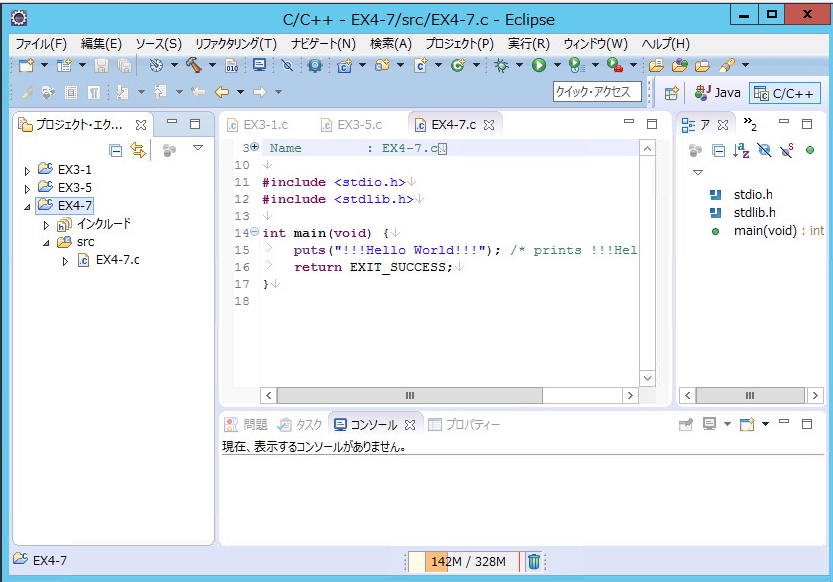 C/C++ - EX4-7/src/EX4-7.c - Eclipse
ファイル(F) 編集(E) ソース(S) リファクタリング(T) ナビゲート(N) 検索(A) プロジェクト(P) 実行(R) ウィンドウ(W) ヘルプ(H)
クイック・アクセス Java C/C++
プロジェクト・エク...
EX3-1
EX3-5
EX4-7
インクルード
src
EX4-7.c
EX3-1.c EX3-5.c EX4-7.c
3 Name : EX4-7.c
10
11 #include <stdio.h>
12 #include <stdlib.h>
13
14 int main(void) {
15 puts("!!!Hello World!!!"); /* prints !!!Hel
16 return EXIT_SUCCESS;
17 }
18
ア 2
stdio.h
stdlib.h
main(void) : int
問題 タスク コンソール プロパティー
現在、表示するコンソールがありません。
EX4-7 142M / 328M